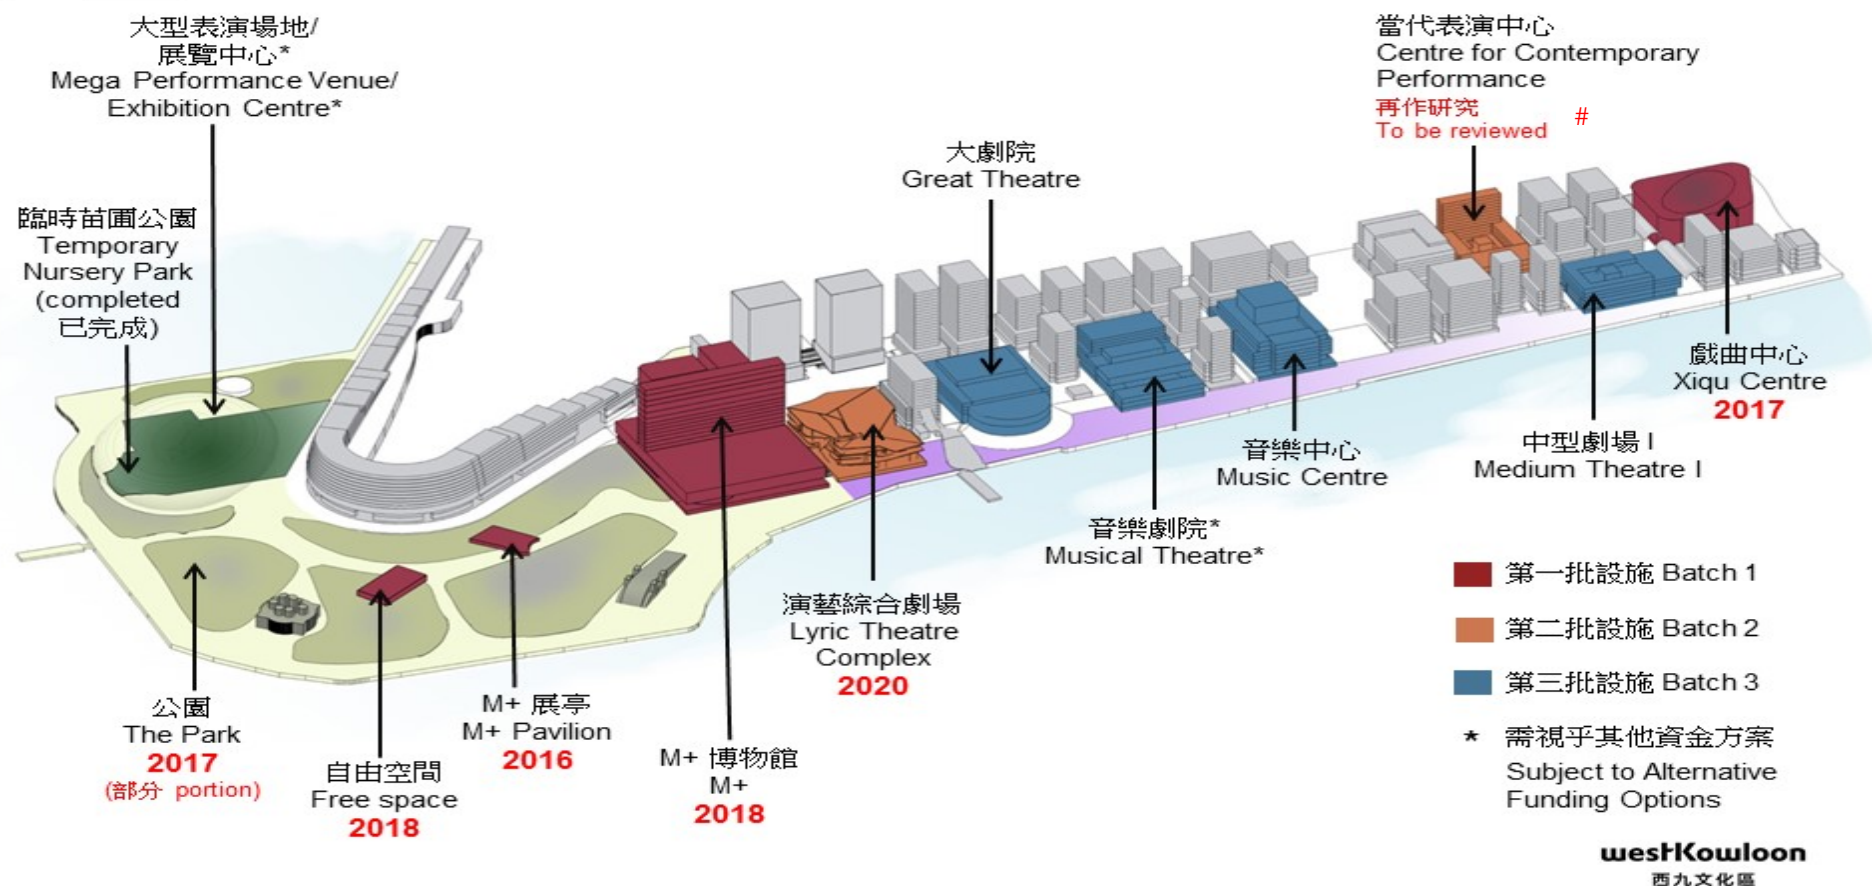 大型表演場地/
展覽中心*
Mega Performance Venue/
Exhibition Centre*
臨時苗圃公園
Temporary
Nursery Park
(completed
已完成)
大劇院
Great Theatre
當代表演中心
Centre for Contemporary
Performance
再作研究
To be reviewed #
戲曲中心
Xiqu Centre
2017
中型劇場 I
Medium Theatre I
音樂中心
Music Centre
音樂劇院*
Musical Theatre*
演藝綜合劇場
Lyric Theatre
Complex
2020
M+ 博物館
M+
2018
M+ 展亭
M+ Pavilion
2016
自由空間
Free space
2018
公園
The Park
2017
(部分 portion)
第一批設施 Batch 1
第二批設施 Batch 2
第三批設施 Batch 3
* 需視乎其他資金方案
Subject to Alternative
Funding Options
westKowloon
西九文化區